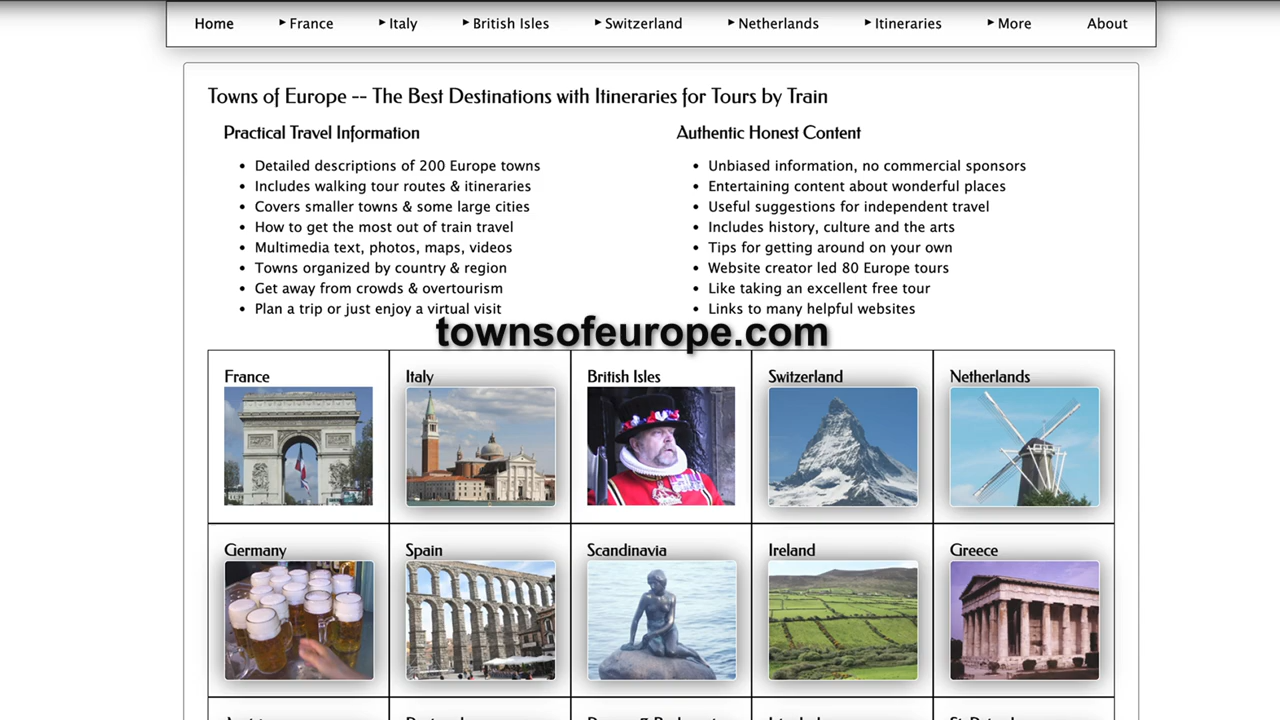 Home ▸ France ▸ Italy ▸ British Isles ▸ Switzerland ▸ Netherlands ▸ Itineraries ▸ More About
Towns of Europe -- The Best Destinations with Itineraries for Tours by Train
Practical Travel Information
• Detailed descriptions of 200 Europe towns
• Includes walking tour routes & itineraries
• Covers smaller towns & some large cities
• How to get the most out of train travel
• Multimedia text, photos, maps, videos
• Towns organized by country & region
• Get away from crowds & overtourism
• Plan a trip or just enjoy a virtual visit
Authentic Honest Content
• Unbiased information, no commercial sponsors
• Entertaining content about wonderful places
• Useful suggestions for independent travel
• Includes history, culture and the arts
• Tips for getting around on your own
• Website creator led 80 Europe tours
• Like taking an excellent free tour
• Links to many helpful websites
townsofeurope.com
France Italy British Isles Switzerland Netherlands
Germany Spain Scandinavia Ireland Greece